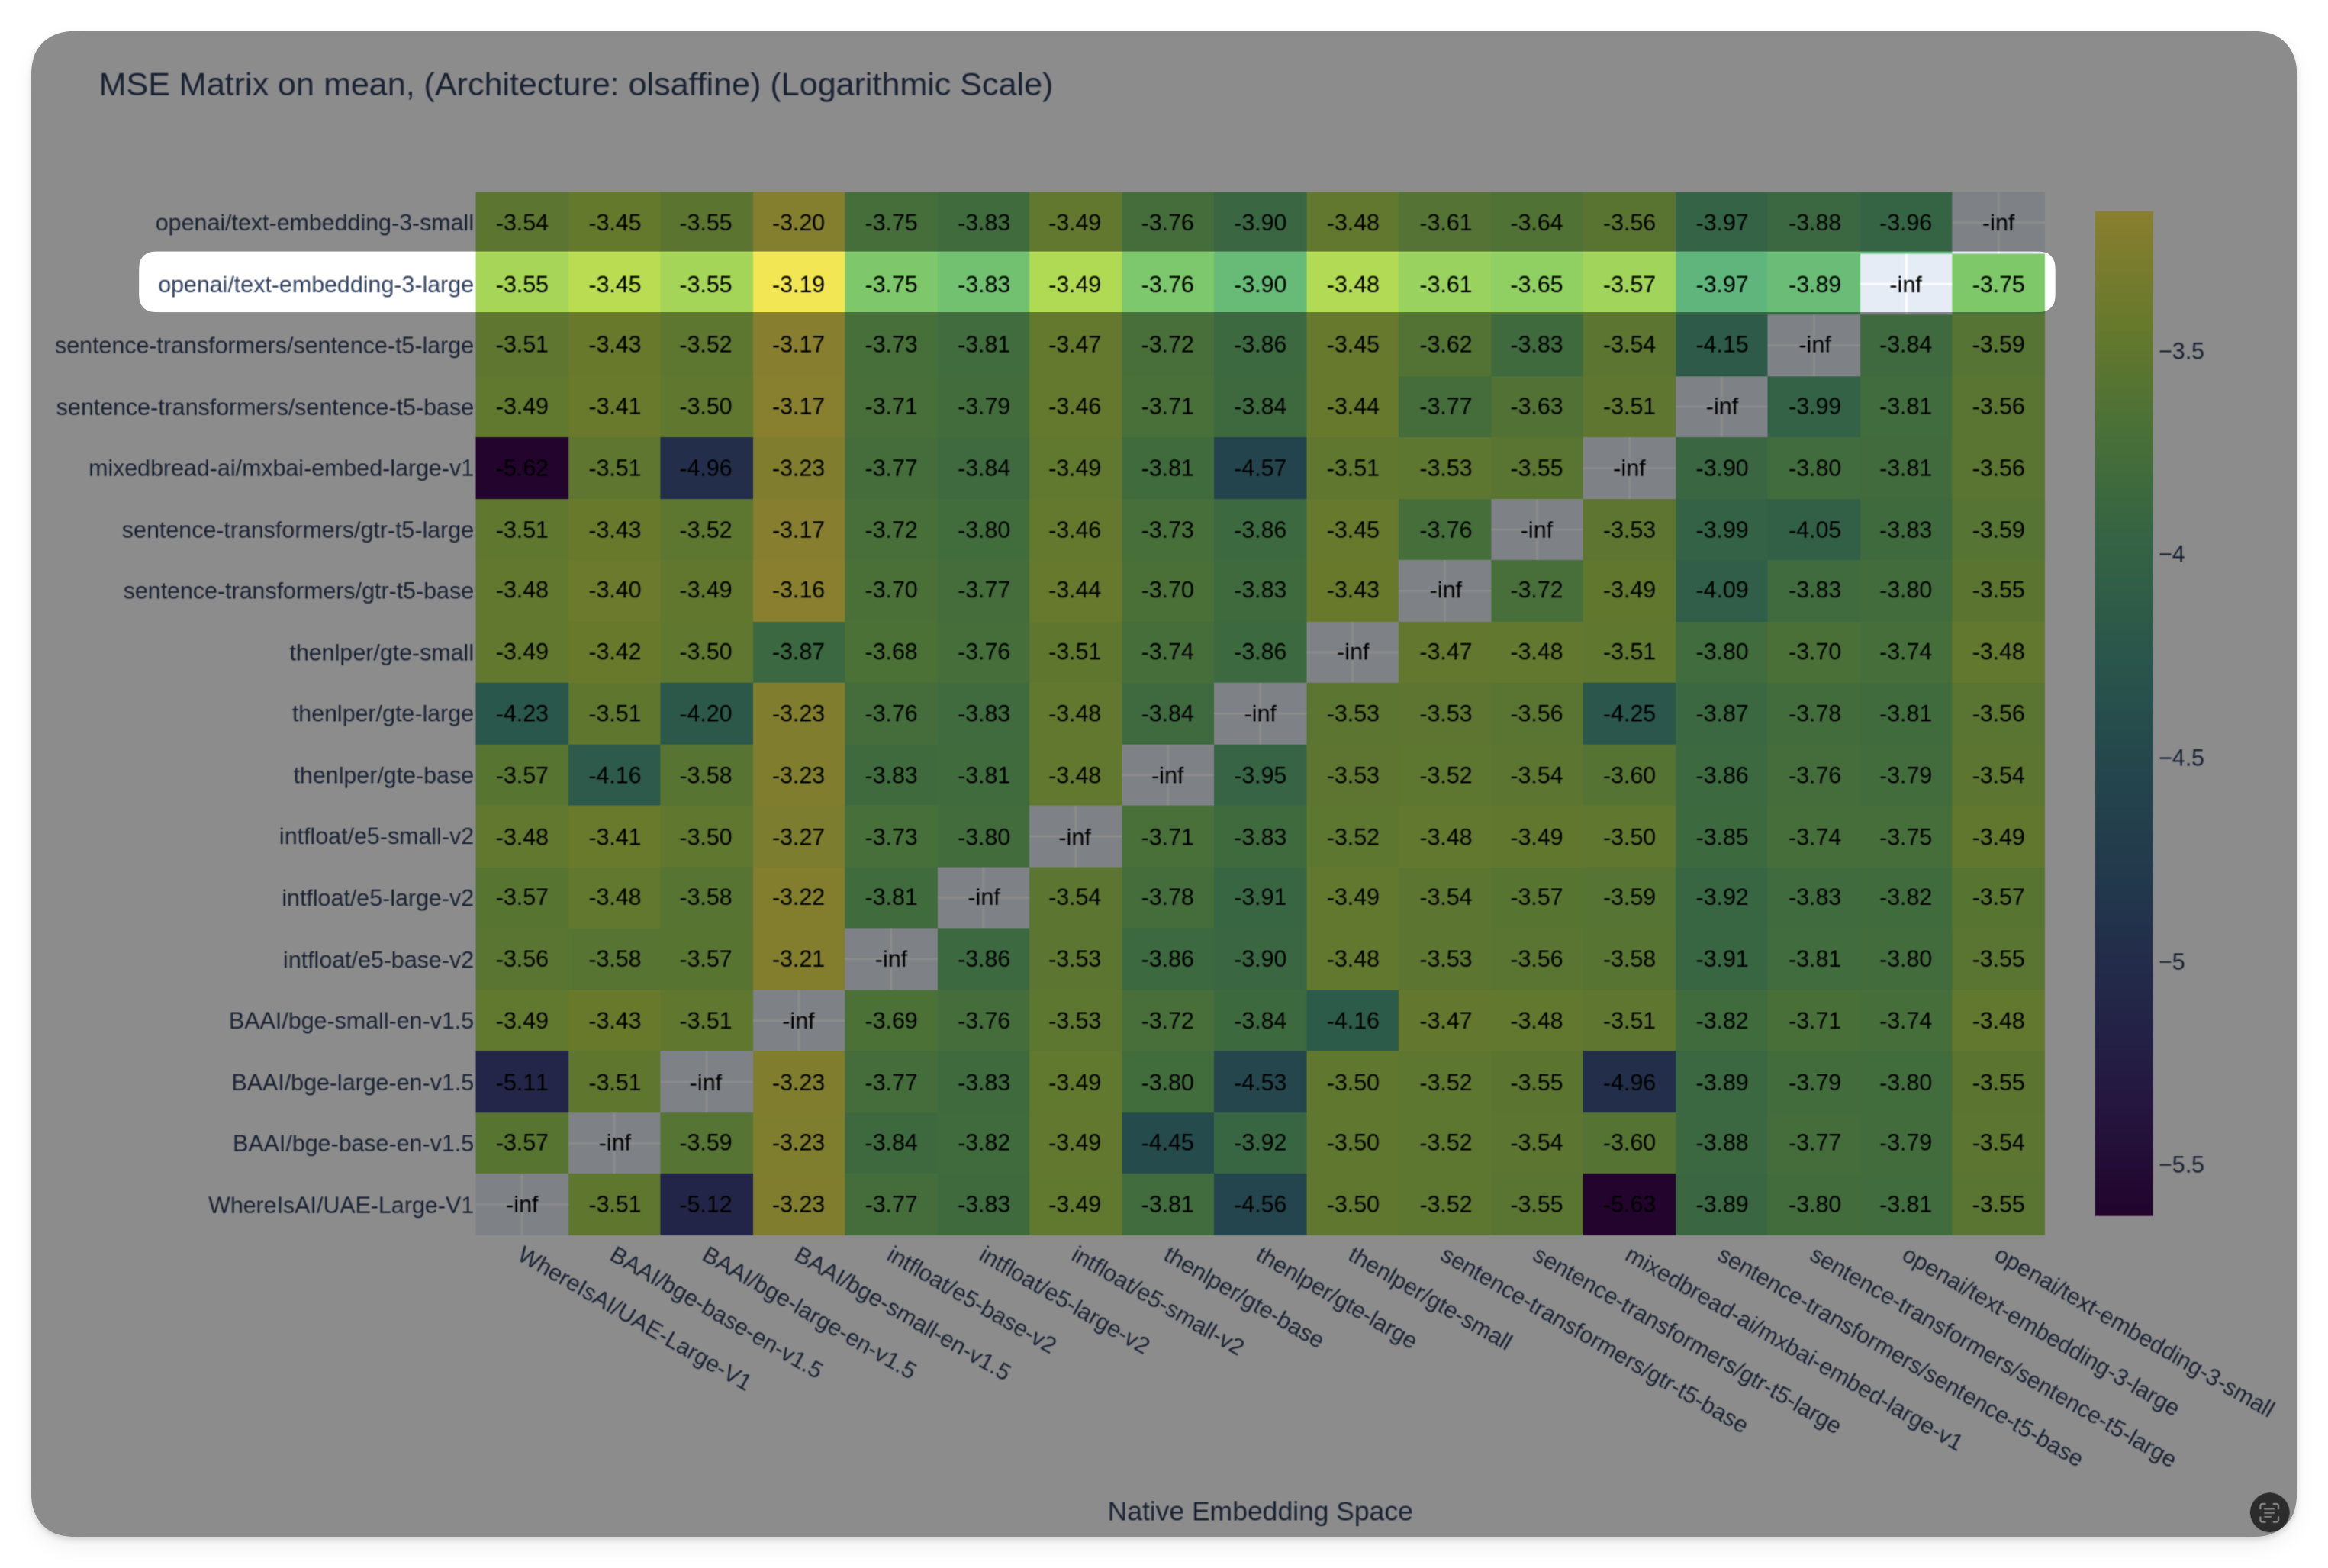 MSE Matrix on mean, (Architecture: olsaffine) (Logarithmic Scale)
openai/text-embedding-3-small -3.54 -3.45 -3.55 -3.20 -3.75 -3.83 -3.49 -3.76 -3.90 -3.48 -3.61 -3.64 -3.56 -3.97 -3.88 -3.96 -inf
openai/text-embedding-3-large -3.55 -3.45 -3.55 -3.19 -3.75 -3.83 -3.49 -3.76 -3.90 -3.48 -3.61 -3.65 -3.57 -3.97 -3.89 -inf -3.75
sentence-transformers/sentence-t5-large -3.51 -3.43 -3.52 -3.17 -3.73 -3.81 -3.47 -3.72 -3.86 -3.45 -3.62 -3.83 -3.54 -4.15 -inf -3.84 -3.59
sentence-transformers/sentence-t5-base -3.49 -3.41 -3.50 -3.17 -3.71 -3.79 -3.46 -3.71 -3.84 -3.44 -3.77 -3.63 -3.51 -inf -3.99 -3.81 -3.56
mixedbread-ai/mxbai-embed-large-v1 -5.62 -3.51 -4.96 -3.23 -3.77 -3.84 -3.49 -3.81 -4.57 -3.51 -3.53 -3.55 -inf -3.90 -3.80 -3.81 -3.56
sentence-transformers/gtr-t5-large -3.51 -3.43 -3.52 -3.17 -3.72 -3.80 -3.46 -3.73 -3.86 -3.45 -3.76 -inf -3.53 -3.99 -4.05 -3.83 -3.59
sentence-transformers/gtr-t5-base -3.48 -3.40 -3.49 -3.16 -3.70 -3.77 -3.44 -3.70 -3.83 -3.43 -inf -3.72 -3.49 -4.09 -3.83 -3.80 -3.55
thenlper/gte-small -3.49 -3.42 -3.50 -3.87 -3.68 -3.76 -3.51 -3.74 -3.86 -inf -3.47 -3.48 -3.51 -3.80 -3.70 -3.74 -3.48
thenlper/gte-large -4.23 -3.51 -4.20 -3.23 -3.76 -3.83 -3.48 -3.84 -inf -3.53 -3.53 -3.56 -4.25 -3.87 -3.78 -3.81 -3.56
thenlper/gte-base -3.57 -4.16 -3.58 -3.23 -3.83 -3.81 -3.48 -inf -3.95 -3.53 -3.52 -3.54 -3.60 -3.86 -3.76 -3.79 -3.54
intfloat/e5-small-v2 -3.48 -3.41 -3.50 -3.27 -3.73 -3.80 -inf -3.71 -3.83 -3.52 -3.48 -3.49 -3.50 -3.85 -3.74 -3.75 -3.49
intfloat/e5-large-v2 -3.57 -3.48 -3.58 -3.22 -3.81 -inf -3.54 -3.78 -3.91 -3.49 -3.54 -3.57 -3.59 -3.92 -3.83 -3.82 -3.57
intfloat/e5-base-v2 -3.56 -3.58 -3.57 -3.21 -inf -3.86 -3.53 -3.86 -3.90 -3.48 -3.53 -3.56 -3.58 -3.91 -3.81 -3.80 -3.55
BAAI/bge-small-en-v1.5 -3.49 -3.43 -3.51 -inf -3.69 -3.76 -3.53 -3.72 -3.84 -4.16 -3.47 -3.48 -3.51 -3.82 -3.71 -3.74 -3.48
BAAI/bge-large-en-v1.5 -5.11 -3.51 -inf -3.23 -3.77 -3.83 -3.49 -3.80 -4.53 -3.50 -3.52 -3.55 -4.96 -3.89 -3.79 -3.80 -3.55
BAAI/bge-base-en-v1.5 -3.57 -inf -3.59 -3.23 -3.84 -3.82 -3.49 -4.45 -3.92 -3.50 -3.52 -3.54 -3.60 -3.88 -3.77 -3.79 -3.54
WhereIsAI/UAE-Large-V1 -inf -3.51 -5.12 -3.23 -3.77 -3.83 -3.49 -3.81 -4.56 -3.50 -3.52 -3.55 -5.63 -3.89 -3.80 -3.81 -3.55
WhereIsAI/UAE-Large-V1
BAAI/bge-base-en-v1.5
BAAI/bge-large-en-v1.5
BAAI/bge-small-en-v1.5
intfloat/e5-base-v2
intfloat/e5-large-v2
intfloat/e5-small-v2
thenlper/gte-base
thenlper/gte-large
thenlper/gte-small
sentence-transformers/gtr-t5-base
sentence-transformers/gtr-t5-large
mixedbread-ai/mxbai-embed-large-v1
sentence-transformers/sentence-t5-base
sentence-transformers/sentence-t5-large
openai/text-embedding-3-large
openai/text-embedding-3-small
Native Embedding Space
−3.5
−4
−4.5
−5
−5.5